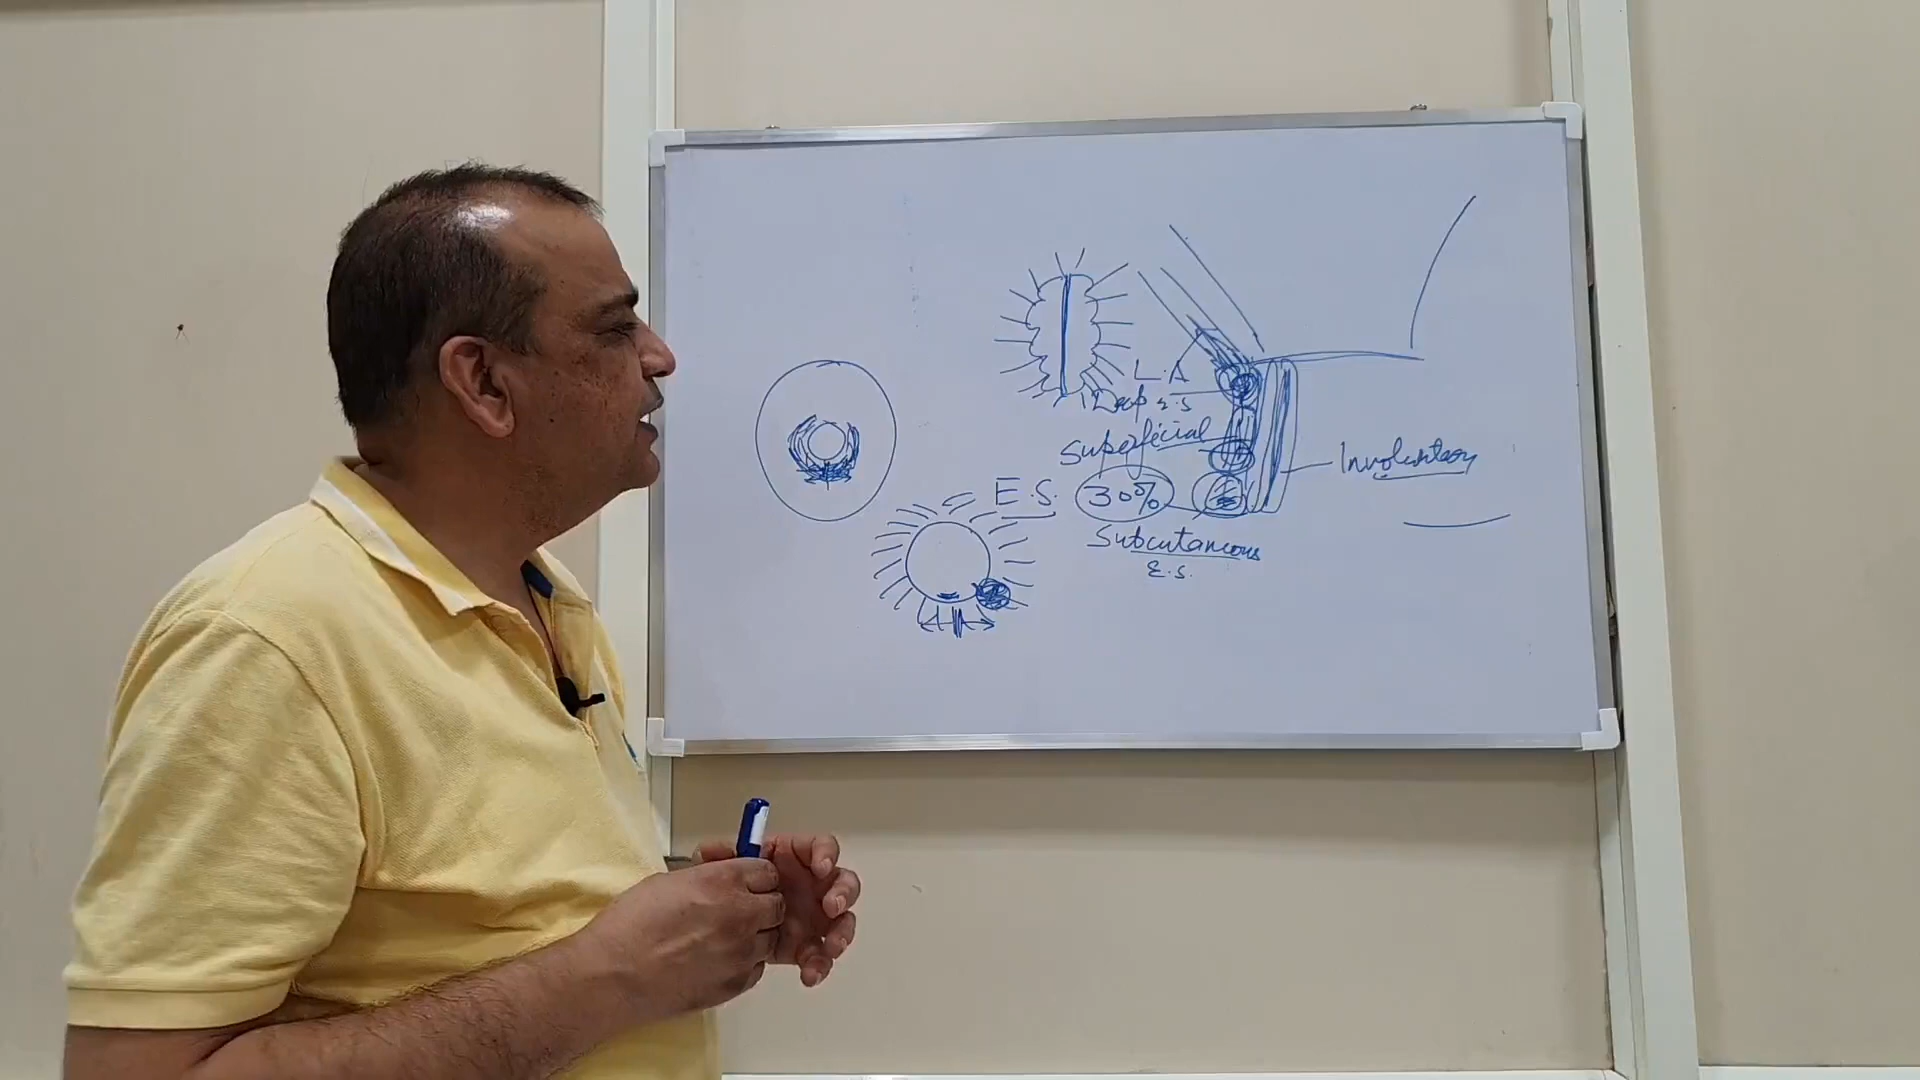 L.A
Deep E.S
Superficial
Involuntary
E.S. 30%
Subcutaneous
E.S.